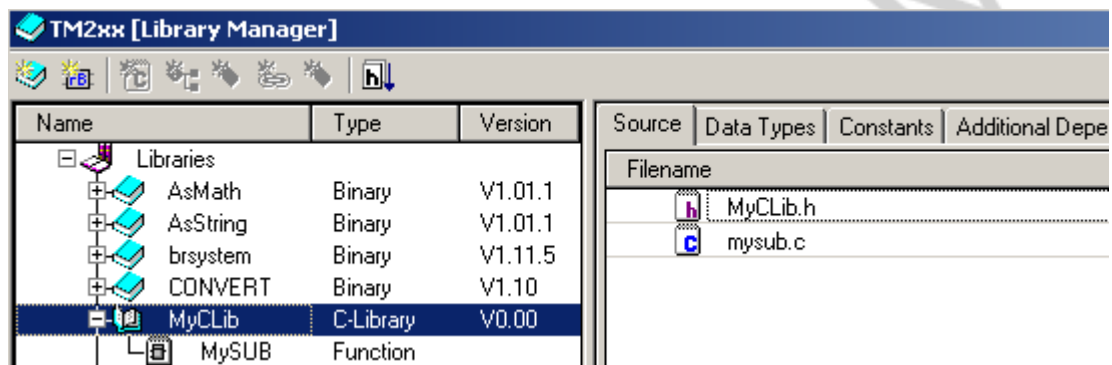 TM2xx [Library Manager]
Name Type Version
Libraries
AsMath Binary V1.01.1
AsString Binary V1.01.1
brsystem Binary V1.11.5
CONVERT Binary V1.10
MyCLib C-Library V0.00
MySUB Function
Source Data Types Constants Additional Depe
Filename
MyCLib.h
mysub.c